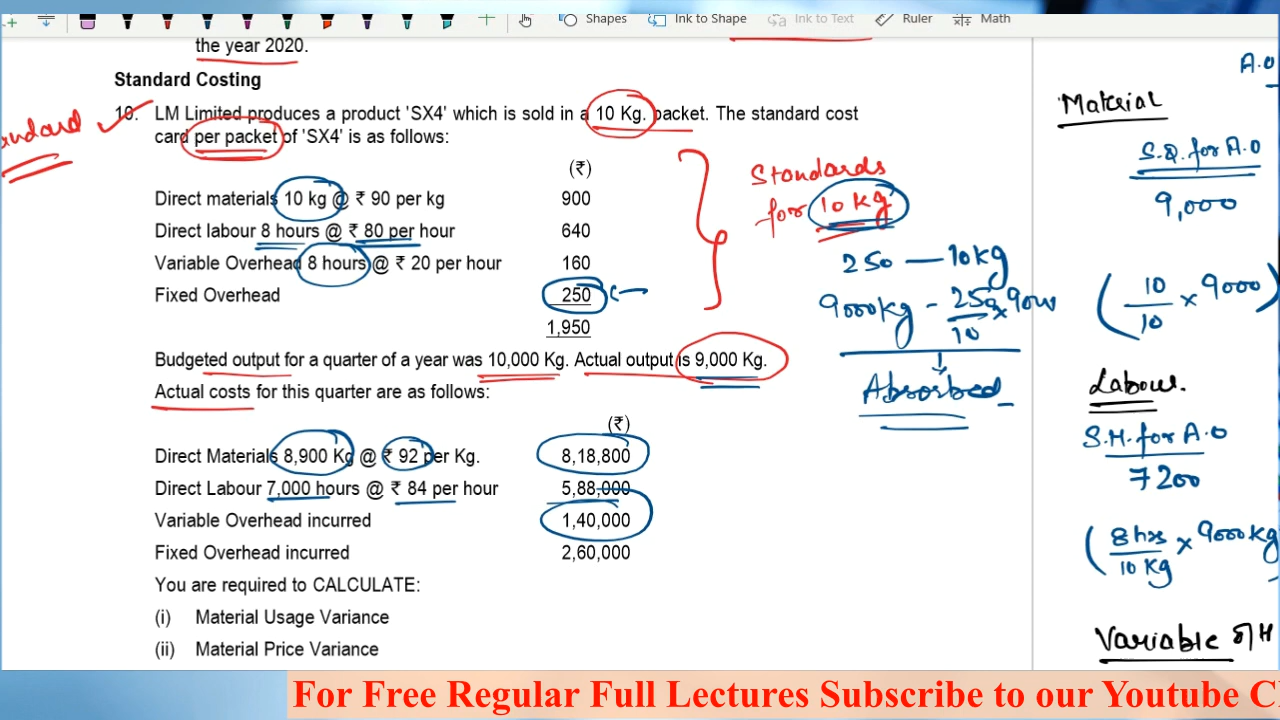 Shapes Ink to Shape Ink to Text Ruler Math
the year 2020.
Standard Costing
10. LM Limited produces a product 'SX4' which is sold in a 10 Kg. packet. The standard cost
card per packet of 'SX4' is as follows:
(₹)
Direct materials 10 kg @ ₹ 90 per kg 900
Direct labour 8 hours @ ₹ 80 per hour 640
Variable Overhead 8 hours @ ₹ 20 per hour 160
Fixed Overhead 250
1,950
Budgeted output for a quarter of a year was 10,000 Kg. Actual output is 9,000 Kg.
Actual costs for this quarter are as follows:
(₹)
Direct Materials 8,900 Kg @ ₹ 92 per Kg. 8,18,800
Direct Labour 7,000 hours @ ₹ 84 per hour 5,88,000
Variable Overhead incurred 1,40,000
Fixed Overhead incurred 2,60,000
You are required to CALCULATE:
(i) Material Usage Variance
(ii) Material Price Variance
andard
Standards
for 10 kg
250 — 10kg
9000kg - 250/10 × 9000
Absorbed
A.O
Material
S.Q. for A.O
9,000
(10/10 × 9000)
Labour.
S.H. for A.O
7200
(8 hrs/10 Kg × 9000kg
Variable O/H
For Free Regular Full Lectures Subscribe to our Youtube C